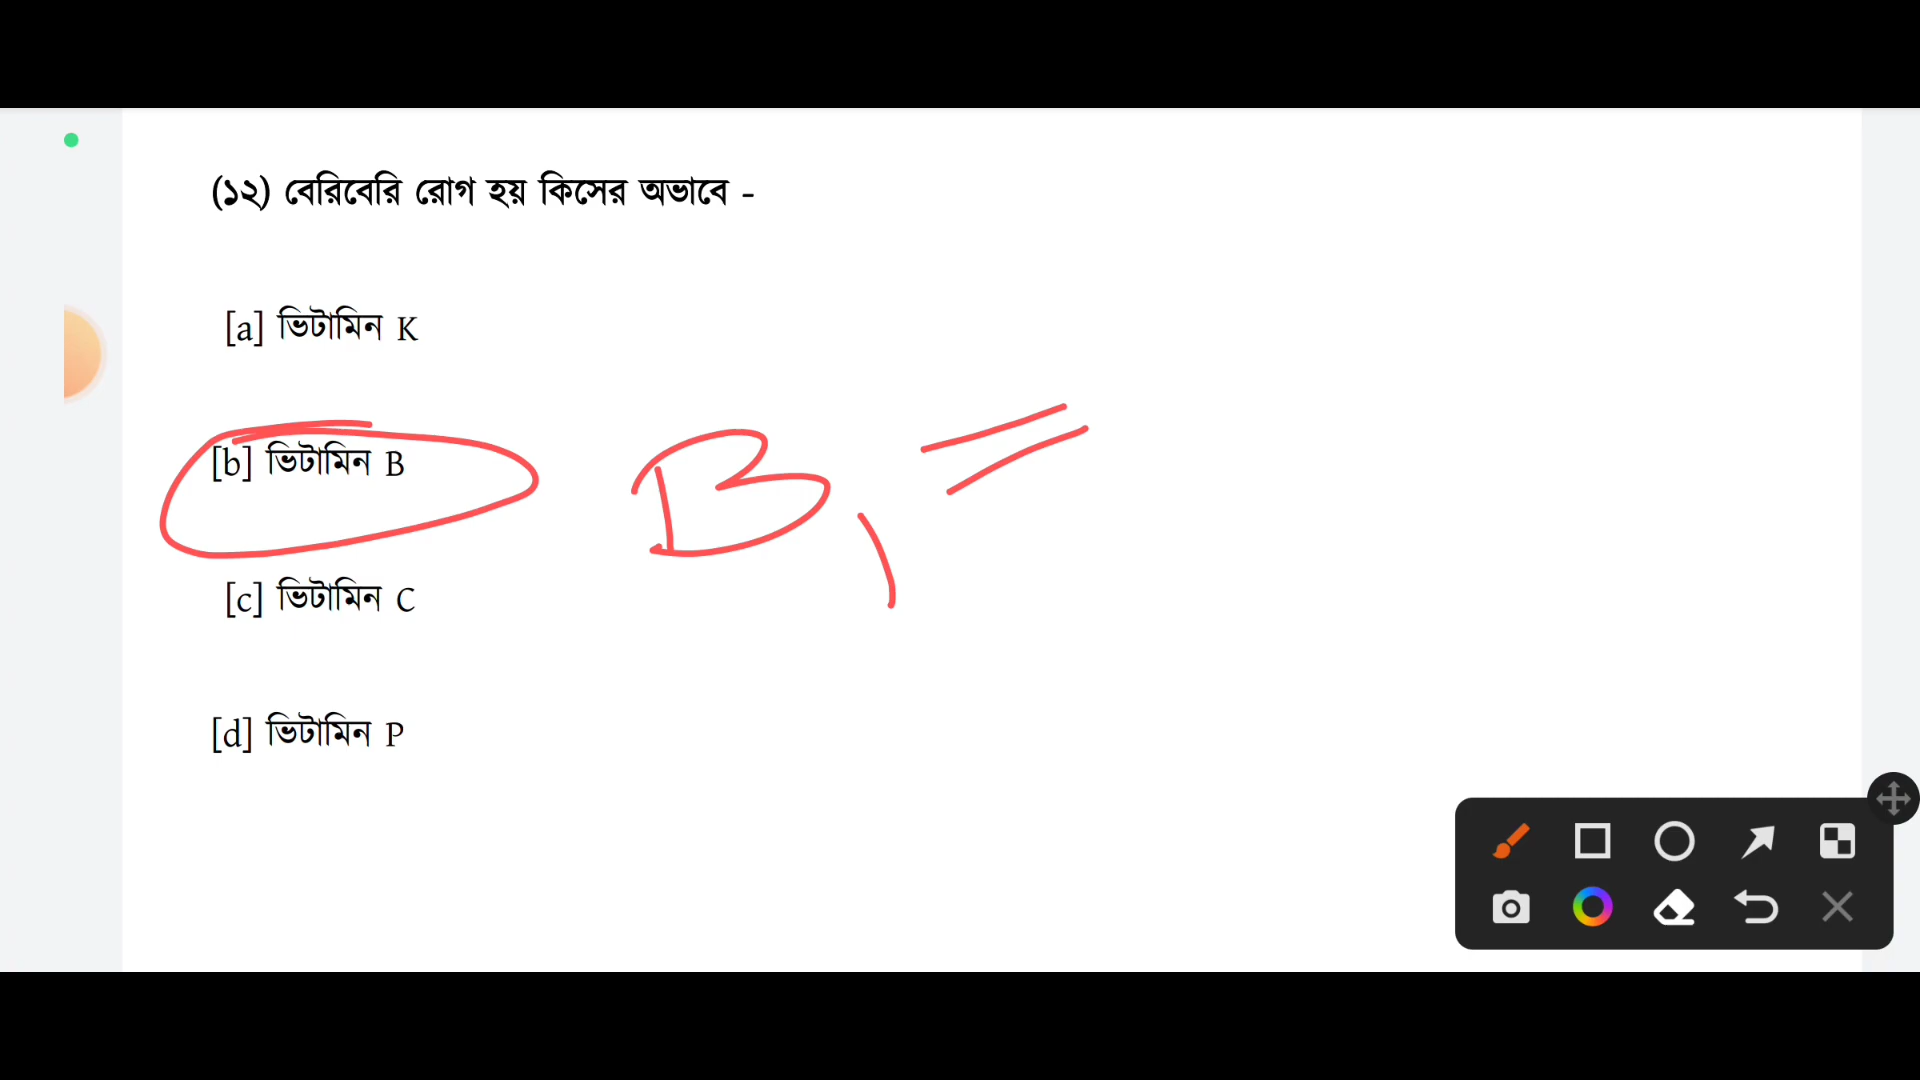 (১২) বেরিবেরি রোগ হয় কিসের অভাবে -
[a] ভিটামিন K
[b] ভিটামিন B
B₁
[c] ভিটামিন C
[d] ভিটামিন P